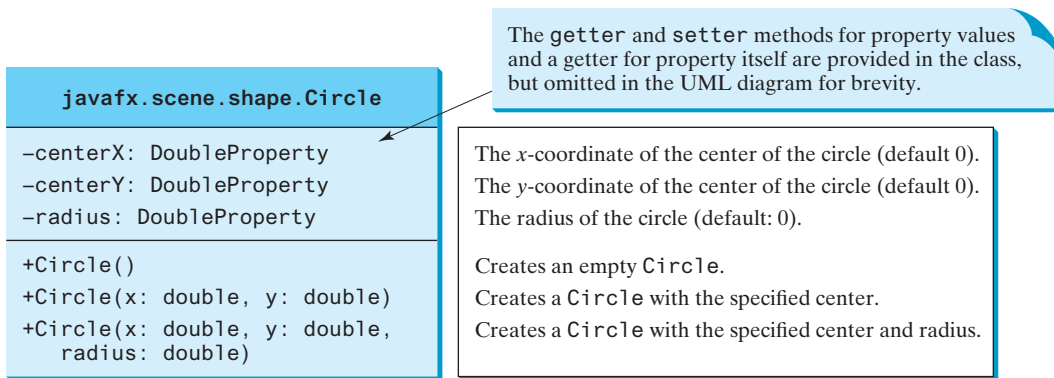 The getter and setter methods for property values
and a getter for property itself are provided in the class,
but omitted in the UML diagram for brevity.
javafx.scene.shape.Circle
–centerX: DoubleProperty
–centerY: DoubleProperty
–radius: DoubleProperty
The x-coordinate of the center of the circle (default 0).
The y-coordinate of the center of the circle (default 0).
The radius of the circle (default: 0).
+Circle()
+Circle(x: double, y: double)
+Circle(x: double, y: double,
radius: double)
Creates an empty Circle.
Creates a Circle with the specified center.
Creates a Circle with the specified center and radius.